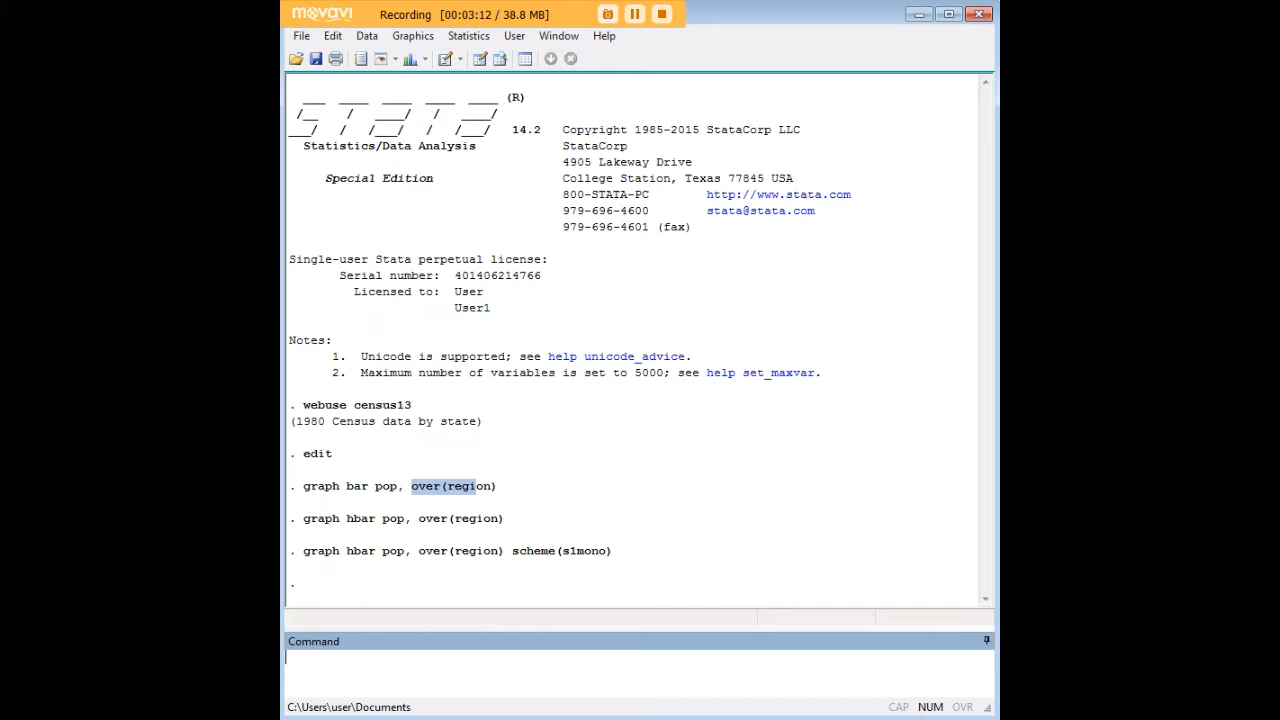 movavi Recording [00:03:12 / 38.8 MB]
File Edit Data Graphics Statistics User Window Help
(R)
14.2 Copyright 1985-2015 StataCorp LLC
Statistics/Data Analysis StataCorp
4905 Lakeway Drive
Special Edition College Station, Texas 77845 USA
800-STATA-PC http://www.stata.com
979-696-4600 stata@stata.com
979-696-4601 (fax)
Single-user Stata perpetual license:
Serial number: 401406214766
Licensed to: User
User1
Notes:
1. Unicode is supported; see help unicode_advice.
2. Maximum number of variables is set to 5000; see help set_maxvar.
. webuse census13
(1980 Census data by state)
. edit
. graph bar pop, over(region)
. graph hbar pop, over(region)
. graph hbar pop, over(region) scheme(s1mono)
.
Command
C:\Users\user\Documents CAP NUM OVR